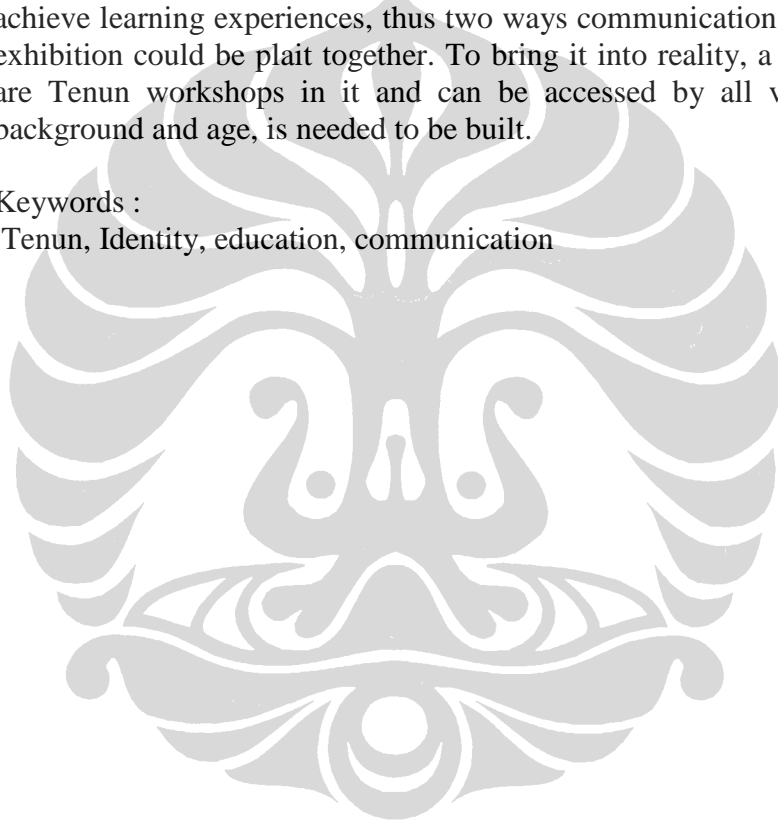 achieve learning experiences, thus two ways communication
exhibition could be plait together. To bring it into reality, a
are Tenun workshops in it and can be accessed by all v
background and age, is needed to be built.
Keywords :
Tenun, Identity, education, communication